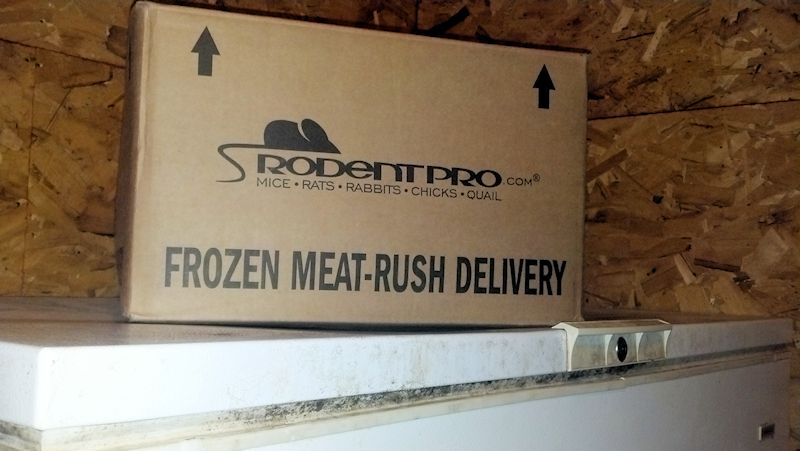 RODENTPRO.COM®
MICE • RATS • RABBITS • CHICKS • QUAIL
FROZEN MEAT-RUSH DELIVERY